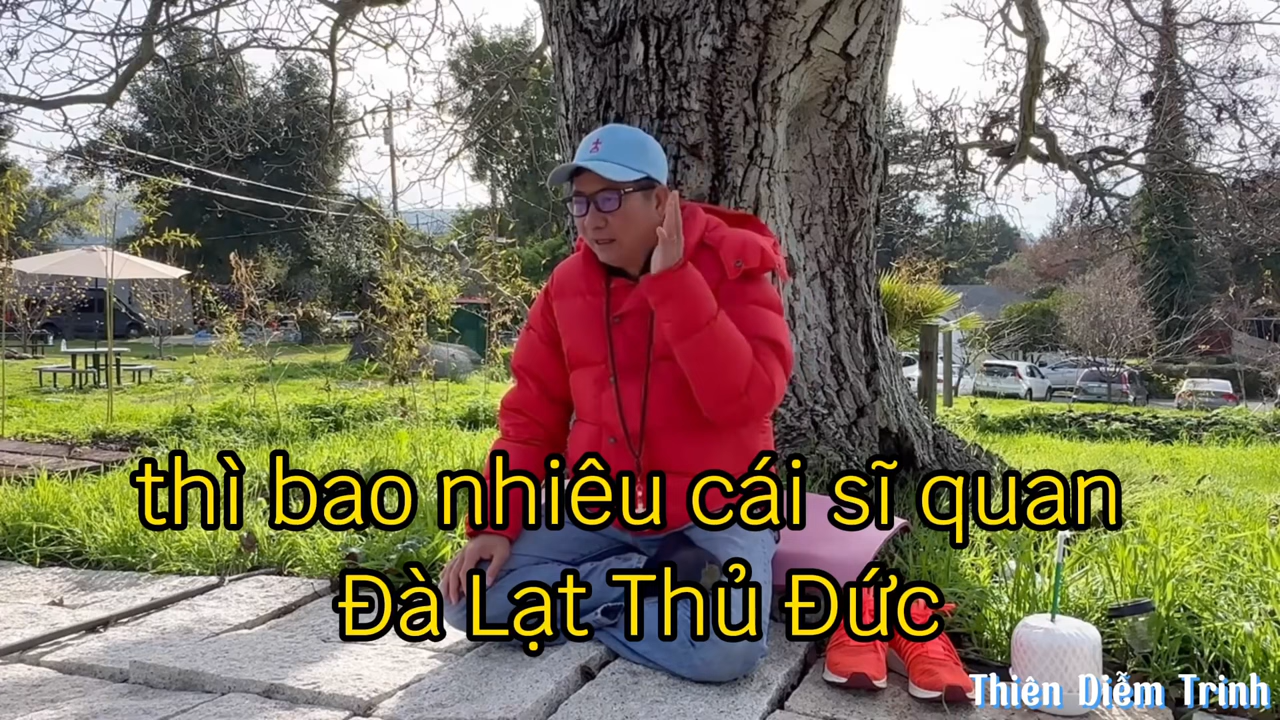 thì bao nhiêu cái sĩ quan
Đà Lạt Thủ Đức
Thiên Diễm Trinh